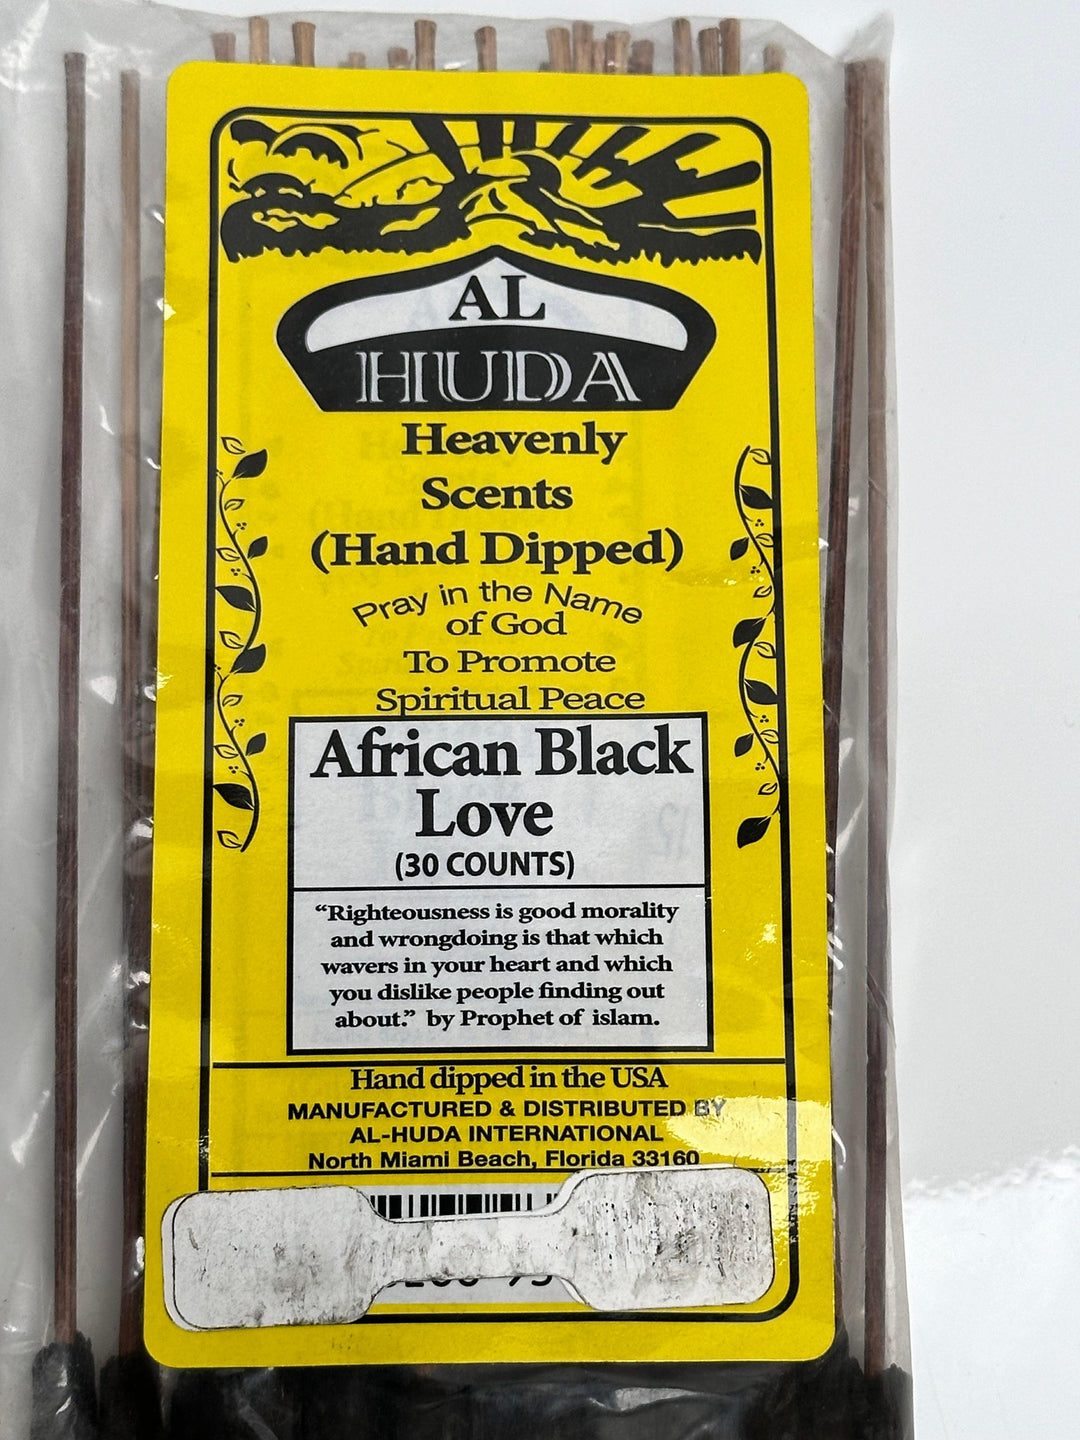 AL
HUDA
Heavenly
Scents
(Hand Dipped)
Pray in the Name
of God
To Promote
Spiritual Peace
African Black
Love
(30 COUNTS)
“Righteousness is good morality
and wrongdoing is that which
wavers in your heart and which
you dislike people finding out
about.” by Prophet of islam.
Hand dipped in the USA
MANUFACTURED & DISTRIBUTED BY
AL-HUDA INTERNATIONAL
North Miami Beach, Florida 33160